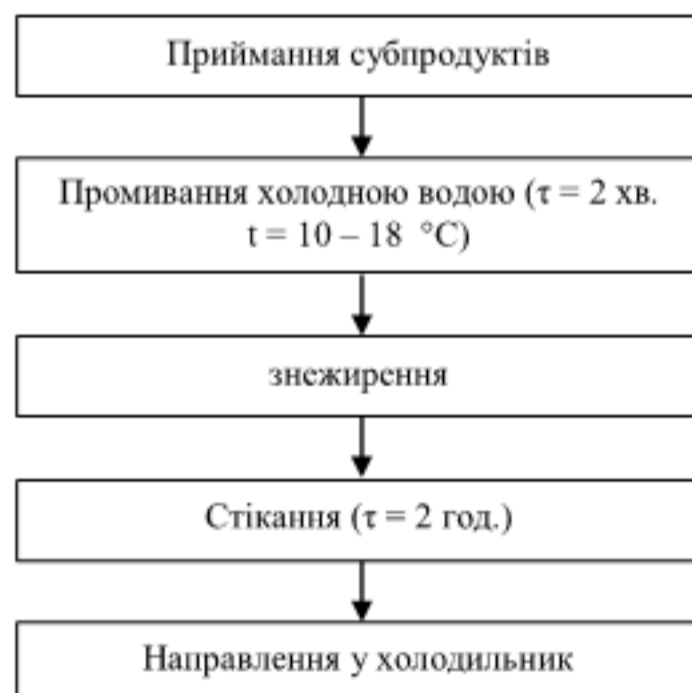 Приймання субпродуктів
Промивання холодною водою (τ = 2 хв.
t = 10 – 18 °С)
знежирення
Стікання (τ = 2 год.)
Направлення у холодильник